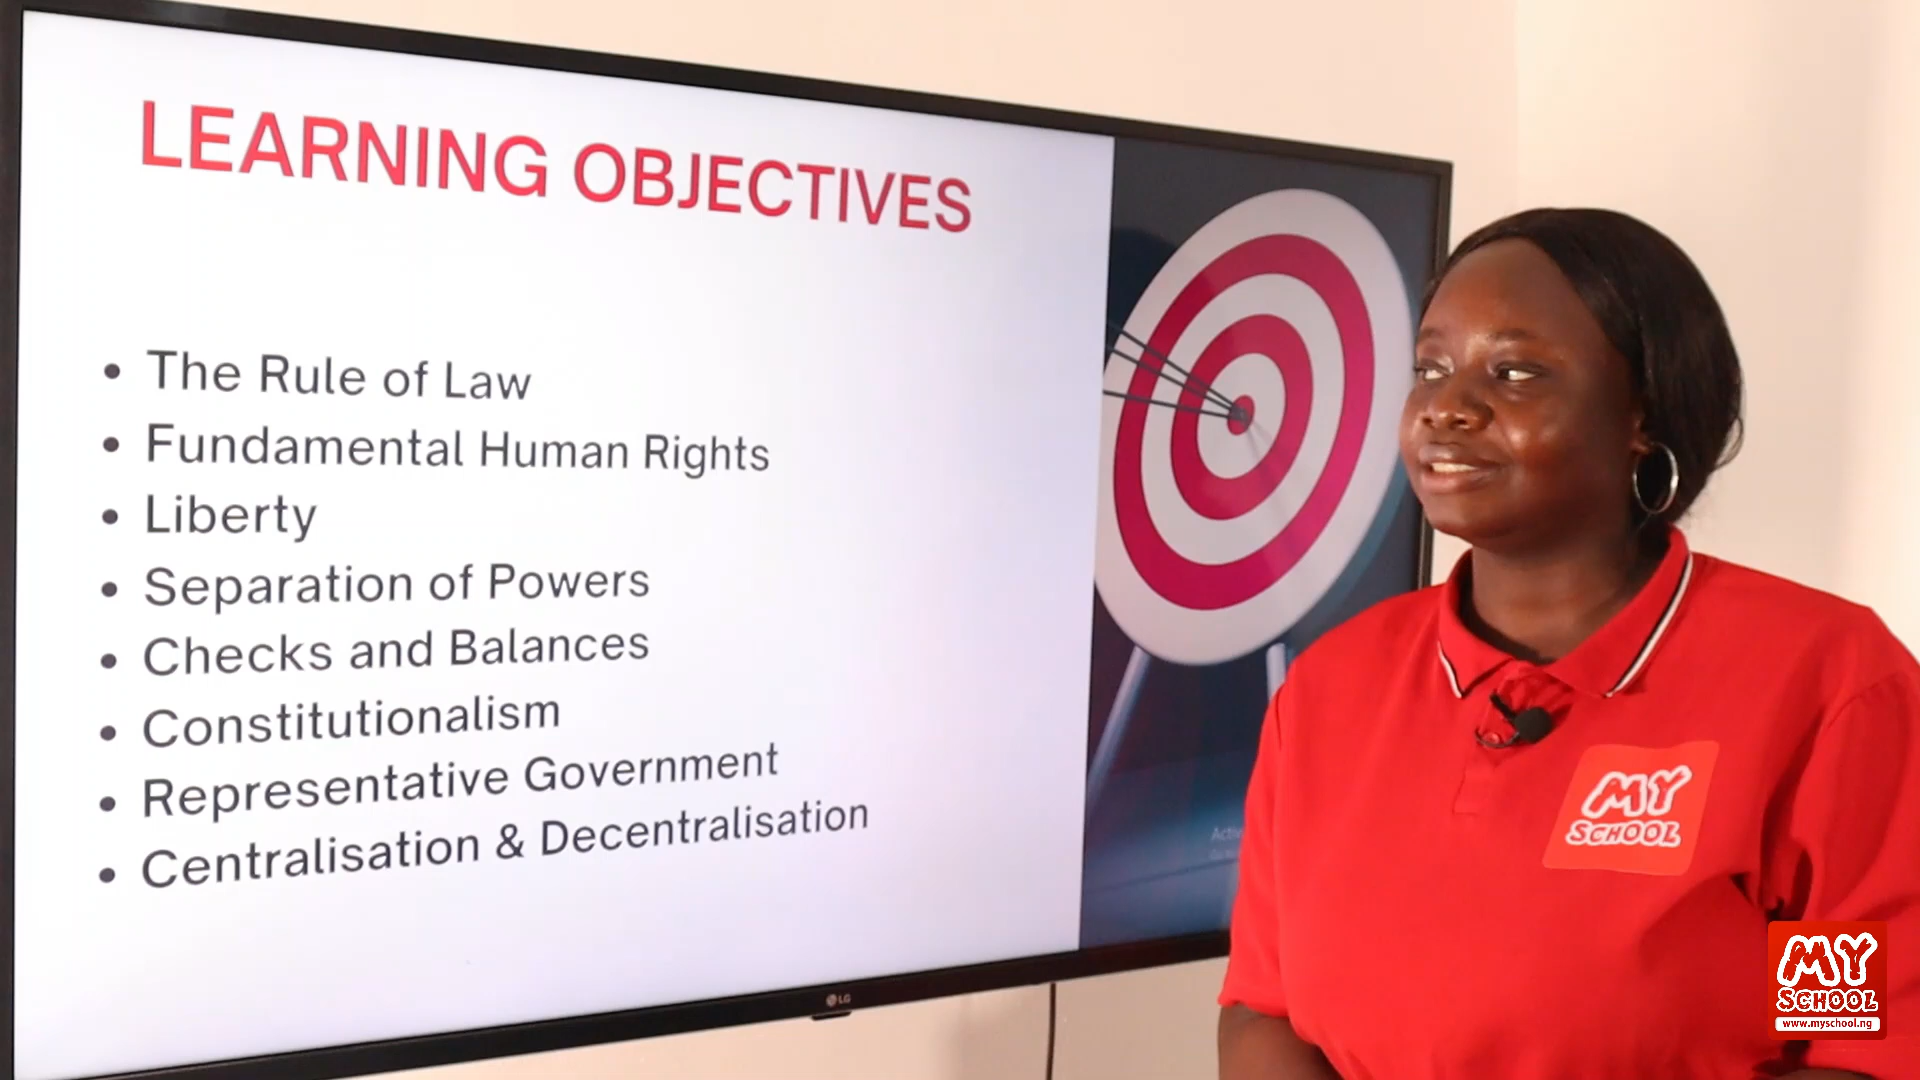 LEARNING OBJECTIVES
• The Rule of Law
• Fundamental Human Rights
• Liberty
• Separation of Powers
• Checks and Balances
• Constitutionalism
• Representative Government
• Centralisation & Decentralisation
LG
MY
SCHOOL
MY
SCHOOL
www.myschool.ng